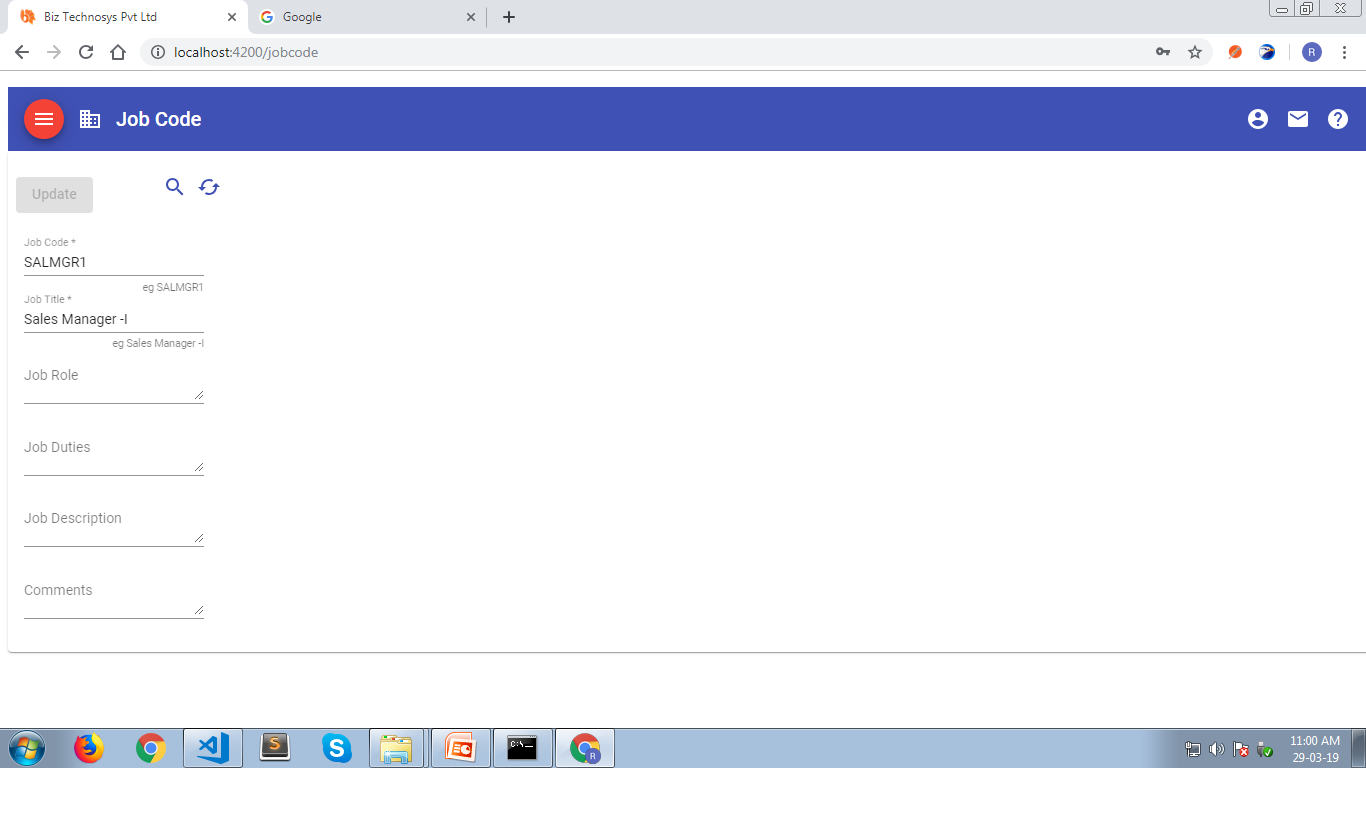 Biz Technosys Pvt Ltd
Google
localhost:4200/jobcode
R
Job Code
Update
Job Code *
SALMGR1
eg SALMGR1
Job Title *
Sales Manager -I
eg Sales Manager -I
Job Role
Job Duties
Job Description
Comments
S
S
C:\
R
11:00 AM
29-03-19